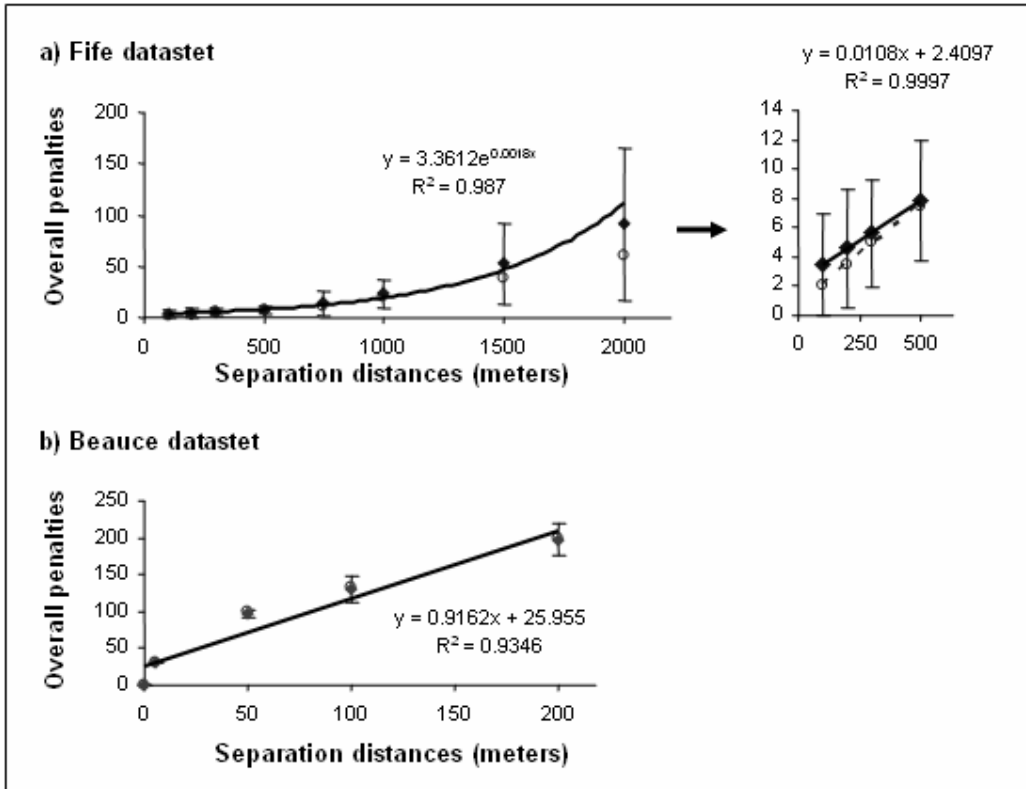 a) Fife datastet
y = 0.0108x + 2.4097
R² = 0.9997
Overall penalties
200
150
100
50
0
y = 3.3612e^0.0018x
R² = 0.987
0 500 1000 1500 2000
Separation distances (meters)
14
12
10
8
6
4
2
0
0 250 500
b) Beauce datastet
Overall penalties
250
200
150
100
50
0
y = 0.9162x + 25.955
R² = 0.9346
0 50 100 150 200
Separation distances (meters)